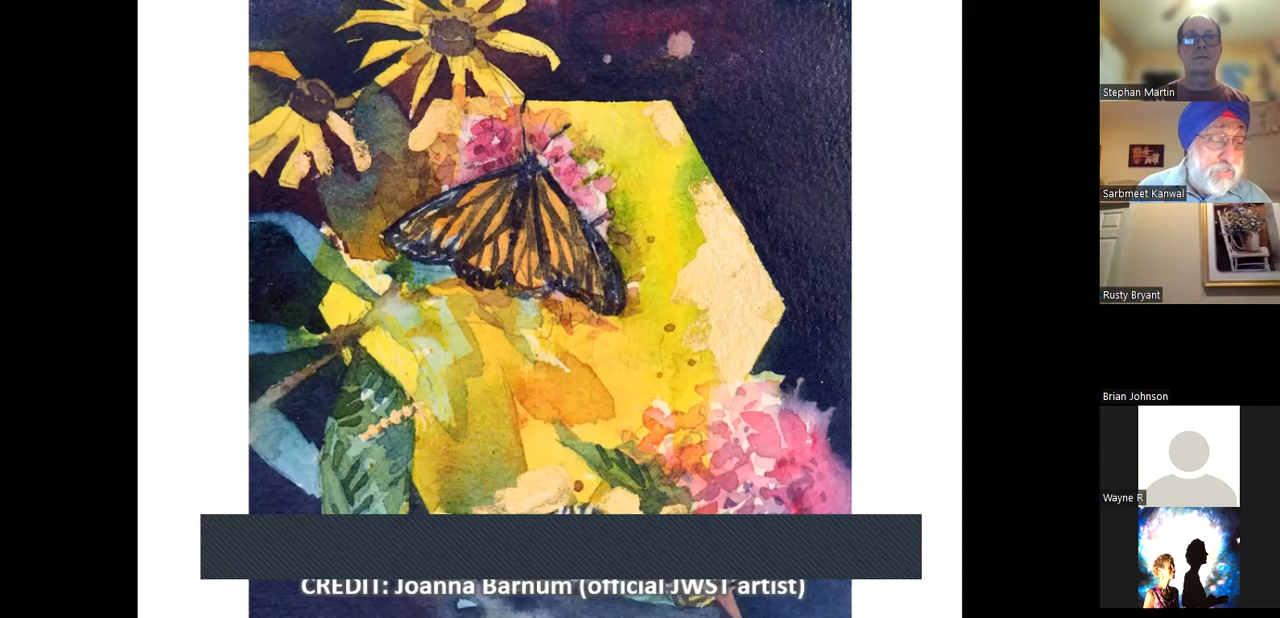 CREDIT: Joanna Barnum (official JWST artist)
Stephan Martin
Sarbmeet Kanwal
Rusty Bryant
Brian Johnson
Wayne R